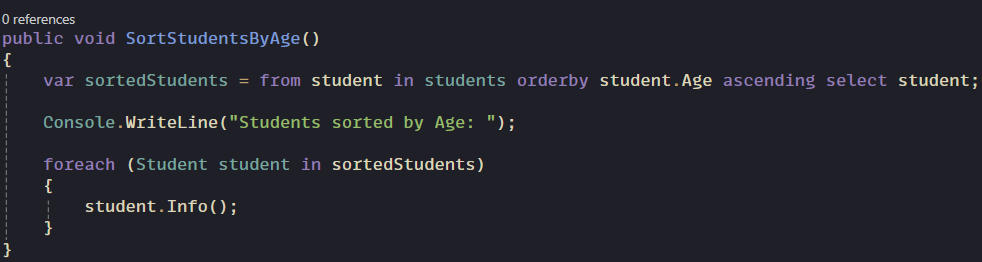 0 references
public void SortStudentsByAge()
{
    var sortedStudents = from student in students orderby student.Age ascending select student;

    Console.WriteLine("Students sorted by Age: ");

    foreach (Student student in sortedStudents)
    {
        student.Info();
    }
}